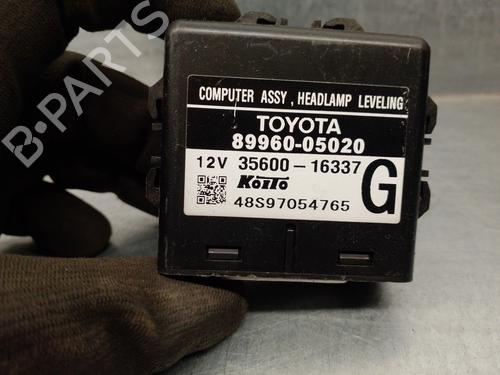 B-PARTS
COMPUTER ASSY , HEADLAMP LEVELING
TOYOTA
89960-05020
12V 35600-16337
KOITO
48S97054765
G